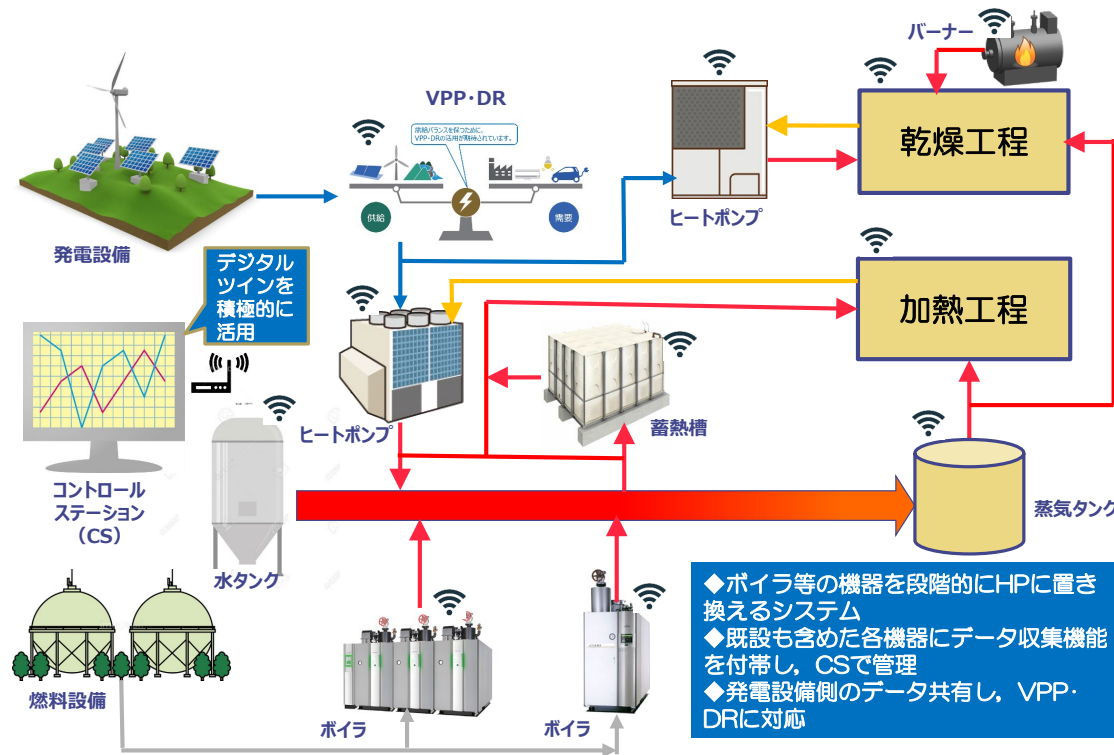 バーナー
VPP・DR
需給バランスを保つために、
VPP・DRの活用が期待されています。
乾燥工程
供給
需要
ヒートポンプ
発電設備
デジタル
ツインを
積極的に
活用
加熱工程
ヒートポンプ
蓄熱槽
コントロール
ステーション
（CS）
水タンク
蒸気タンク
燃料設備
ボイラ
ボイラ
◆ボイラ等の機器を段階的にHPに置き
換えるシステム
◆既設も含めた各機器にデータ収集機能
を付帯し，CSで管理
◆発電設備側のデータ共有し，VPP・
DRに対応